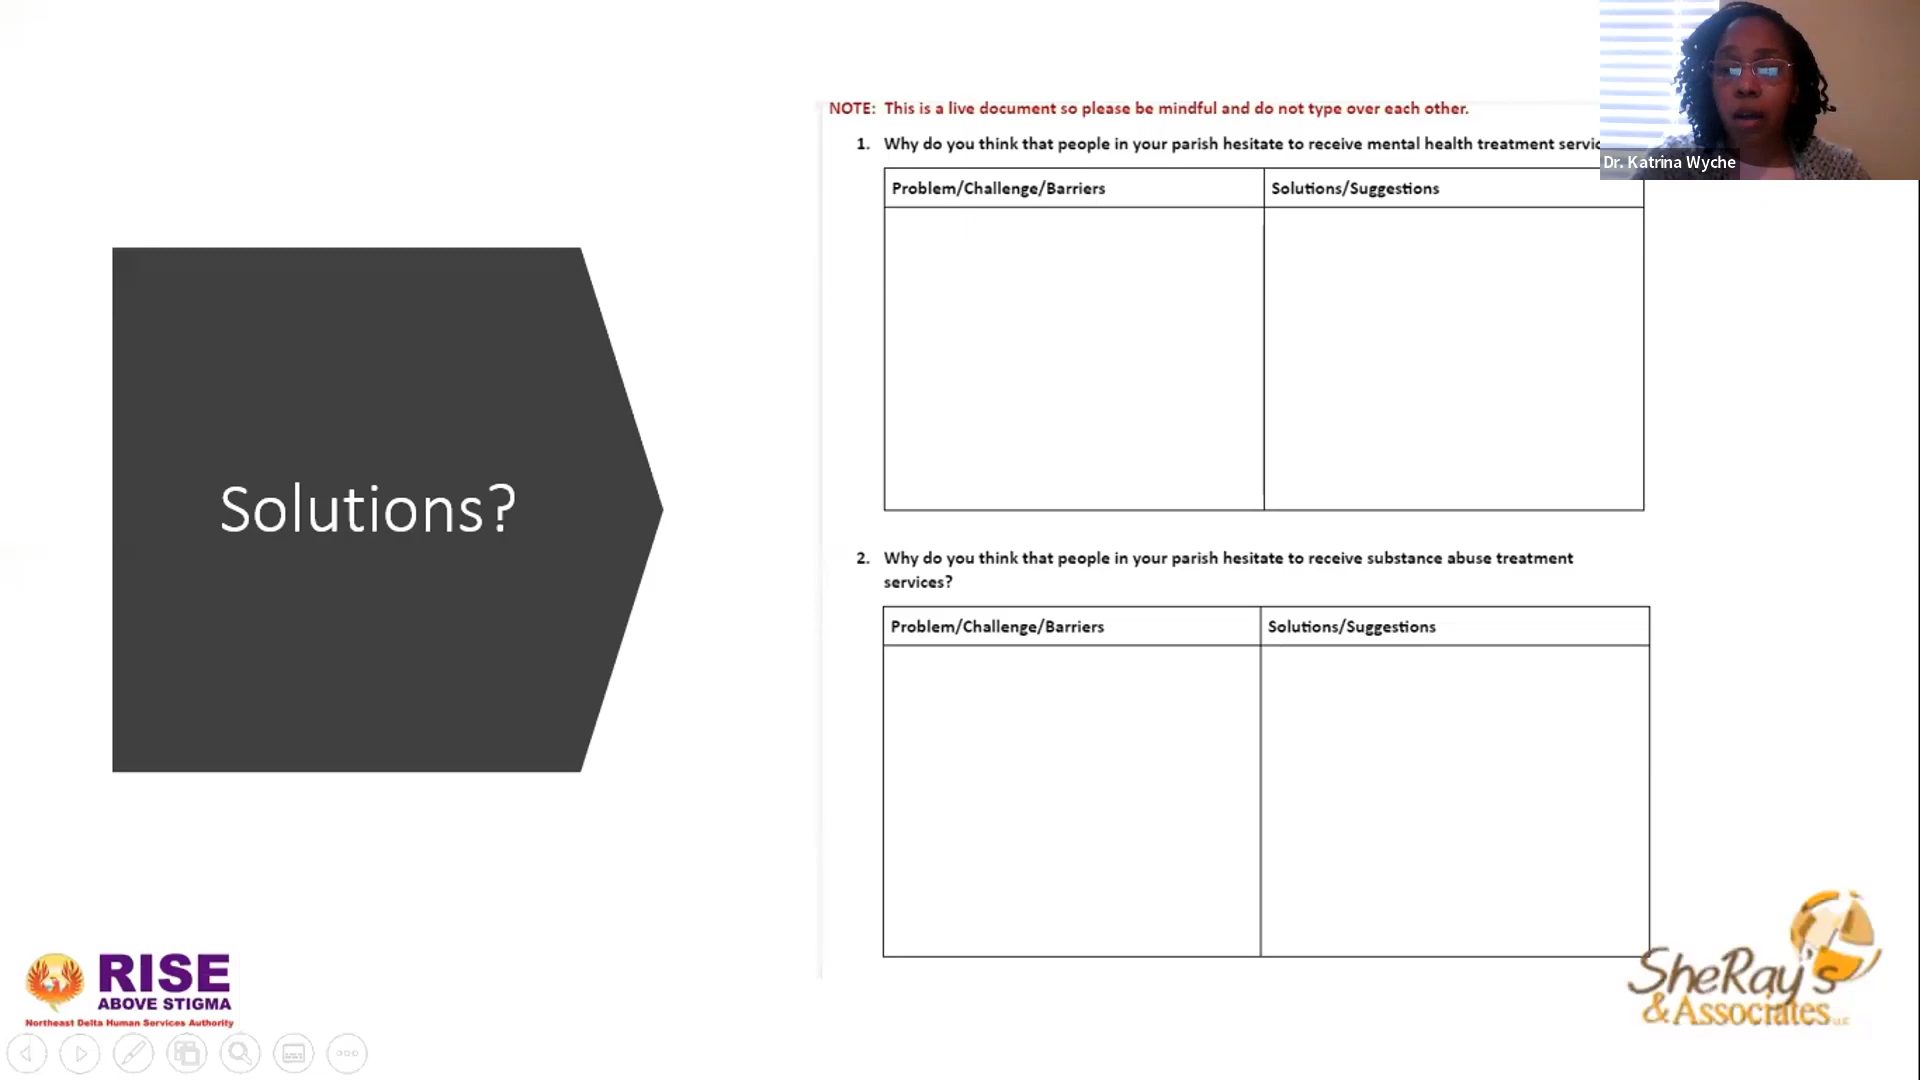 NOTE: This is a live document so please be mindful and do not type over each other.
1. Why do you think that people in your parish hesitate to receive mental health treatment
Dr. Katrina Wyche
Problem/Challenge/Barriers
Solutions/Suggestions
Solutions?
2. Why do you think that people in your parish hesitate to receive substance abuse treatment
services?
Problem/Challenge/Barriers
Solutions/Suggestions
RISE
ABOVE STIGMA
Northeast Delta Human Services Authority
SheRay's
& Associates LLC